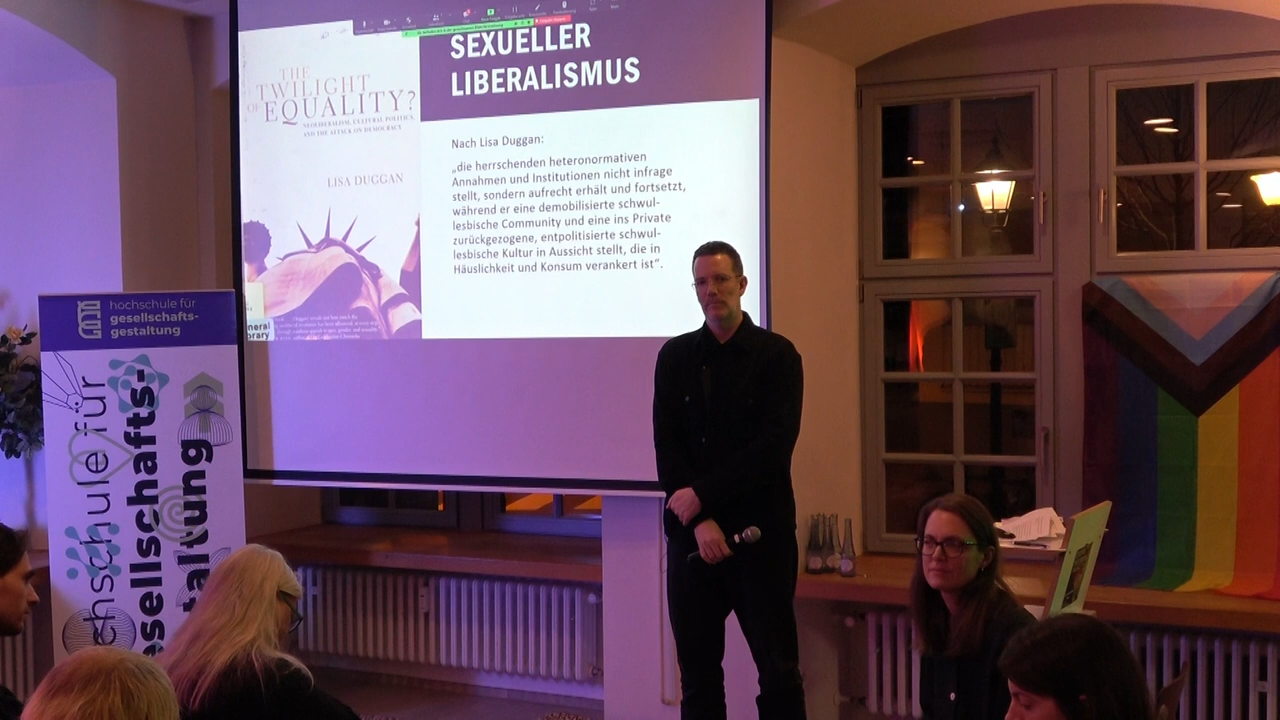 THE
TWILIGHT
OF EQUALITY?
NEOLIBERALISM, CULTURAL POLITICS,
AND THE ATTACK ON DEMOCRACY
LISA DUGGAN
SEXUELLER
LIBERALISMUS
Nach Lisa Duggan:
„die herrschenden heteronormativen
Annahmen und Institutionen nicht infrage
stellt, sondern aufrecht erhält und fortsetzt,
während er eine demobilisierte schwul-
lesbische Community und eine ins Private
zurückgezogene, entpolitisierte schwul-
lesbische Kultur in Aussicht stellt, die in
Häuslichkeit und Konsum verankert ist“.
hochschule für
gesellschafts-
gestaltung
chschule für
esellschafts-
taltung